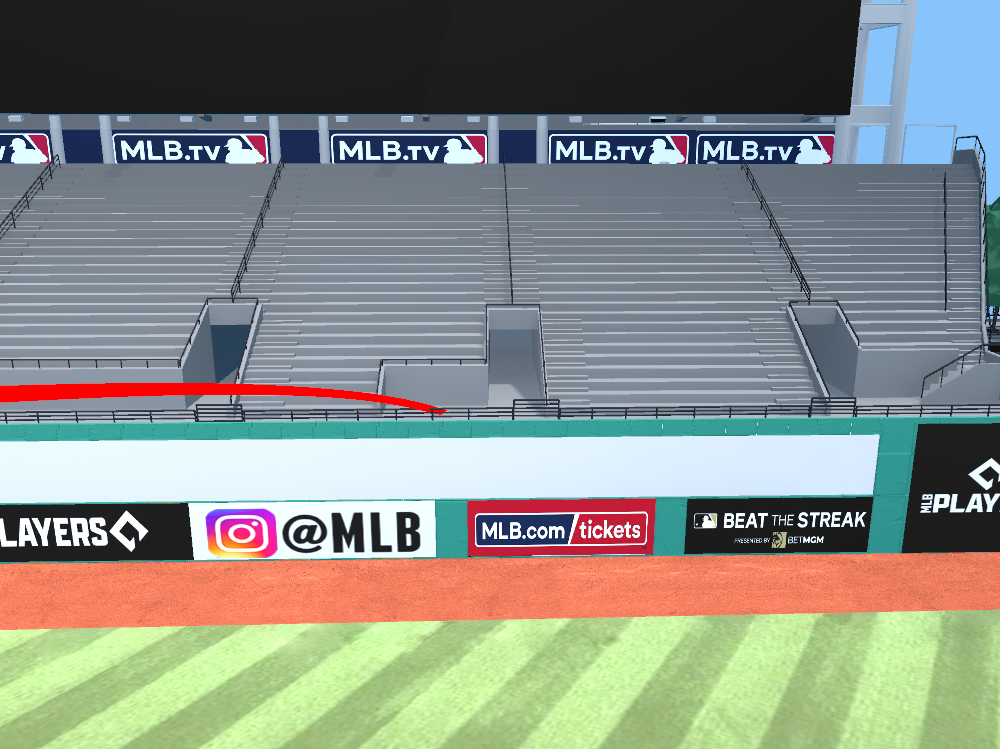 MLB.TV
MLB.TV
MLB.TV
MLB.TV
LAYERS
@MLB
MLB.com/tickets
BEAT THE STREAK
PRESENTED BY BETMGM
MLB
PLAY